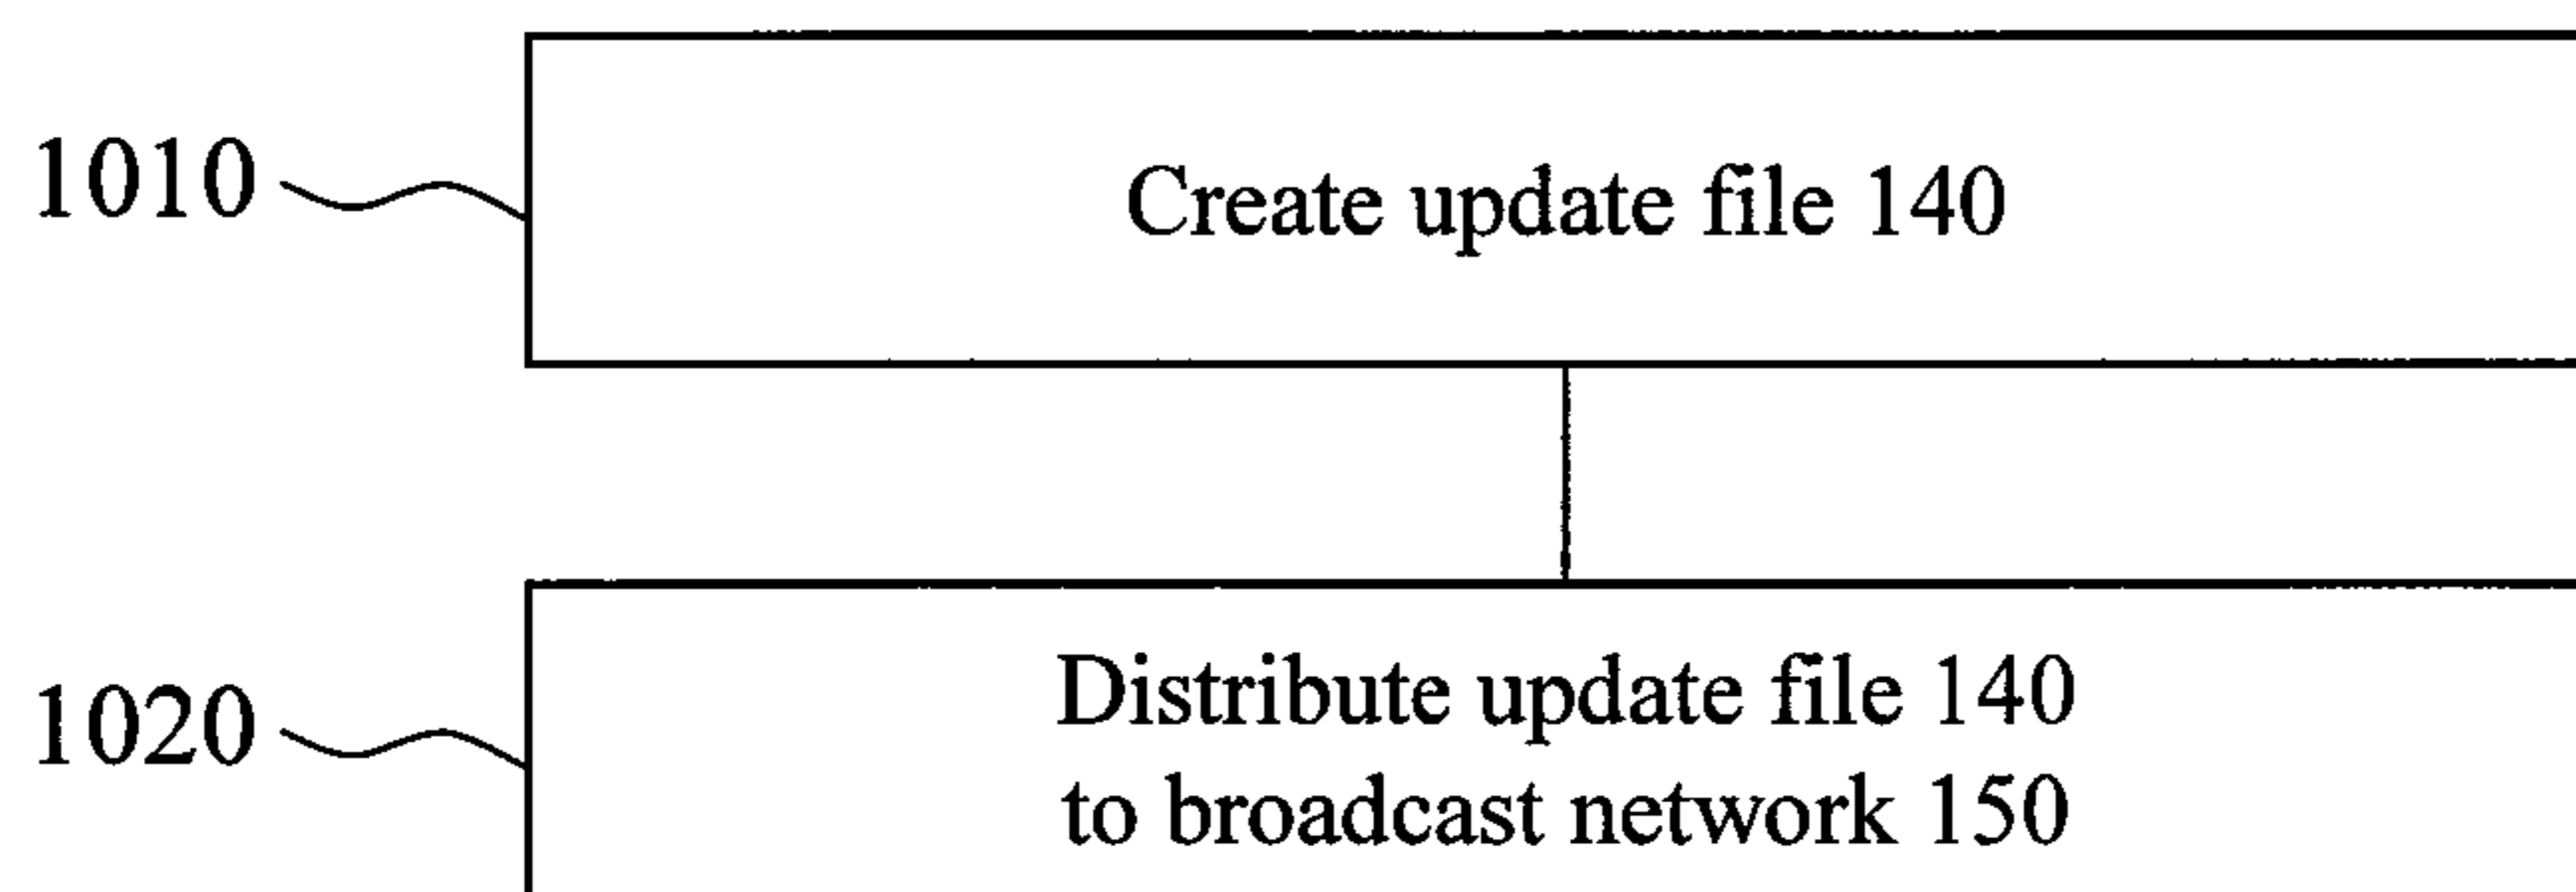 1010
Create update file 140
1020
Distribute update file 140
to broadcast network 150